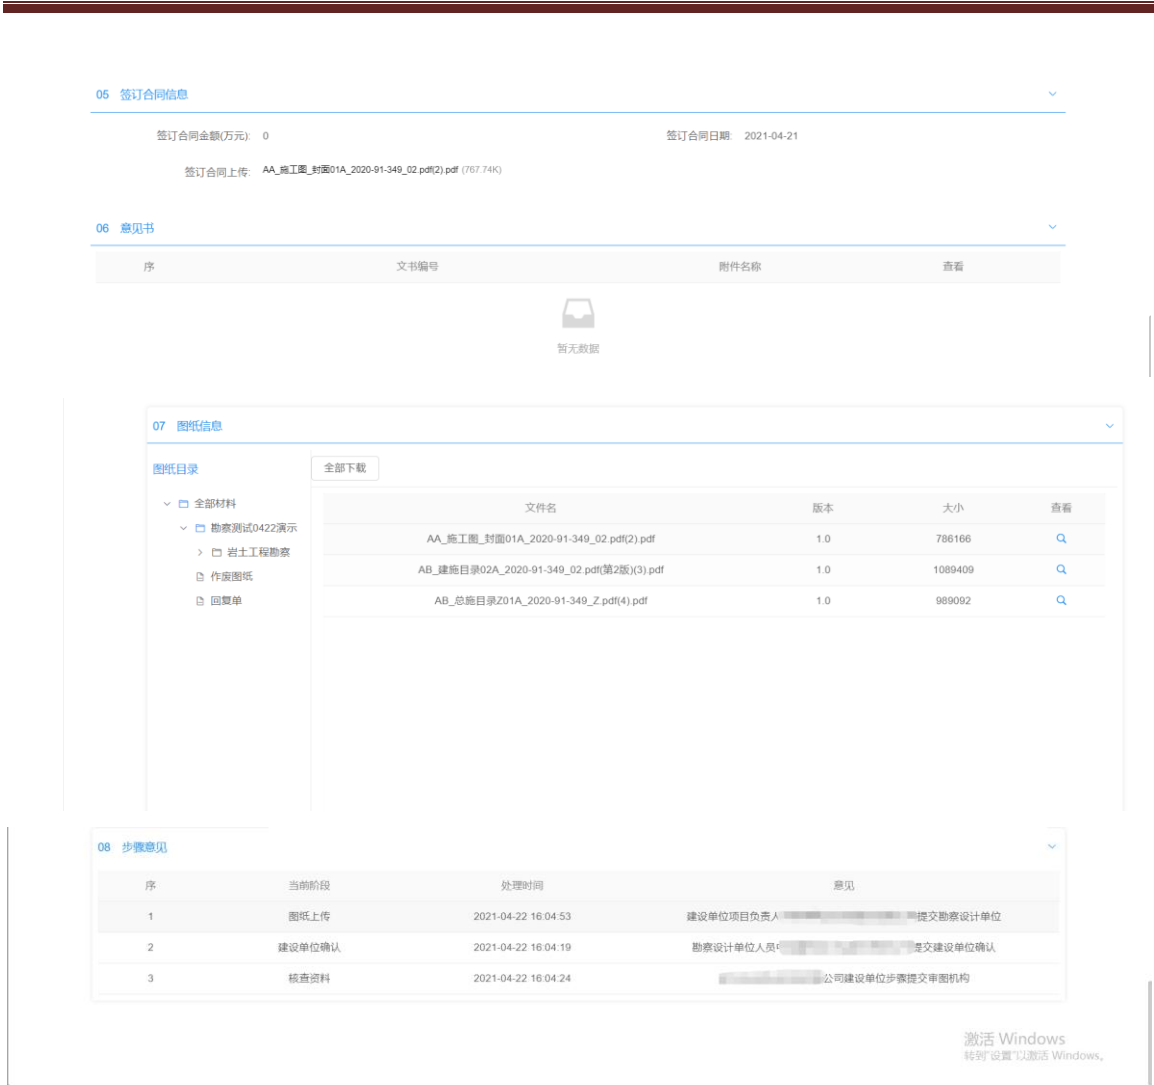 05 签订合同信息
签订合同金额(万元): 0 签订合同日期: 2021-04-21
签订合同上传: AA_施工图_封面01A_2020-91-349_02.pdf(2).pdf (767.74K)
06 意见书
序 文书编号 附件名称 查看
暂无数据
07 图纸信息
图纸目录 全部下载
全部材料
勘察测试0422演示
岩土工程勘察
作废图纸
回复单
文件名 版本 大小 查看
AA_施工图_封面01A_2020-91-349_02.pdf(2).pdf 1.0 786166
AB_建施目录02A_2020-91-349_02.pdf(第2版)(3).pdf 1.0 1089409
AB_总施目录Z01A_2020-91-349_Z.pdf(4).pdf 1.0 989092
08 步骤意见
序 当前阶段 处理时间 意见
1 图纸上传 2021-04-22 16:04:53 建设单位项目负责人 提交勘察设计单位
2 建设单位确认 2021-04-22 16:04:19 勘察设计单位人员 提交建设单位确认
3 核查资料 2021-04-22 16:04:24 公司建设单位步骤提交审图机构
激活 Windows
转到"设置"以激活 Windows。